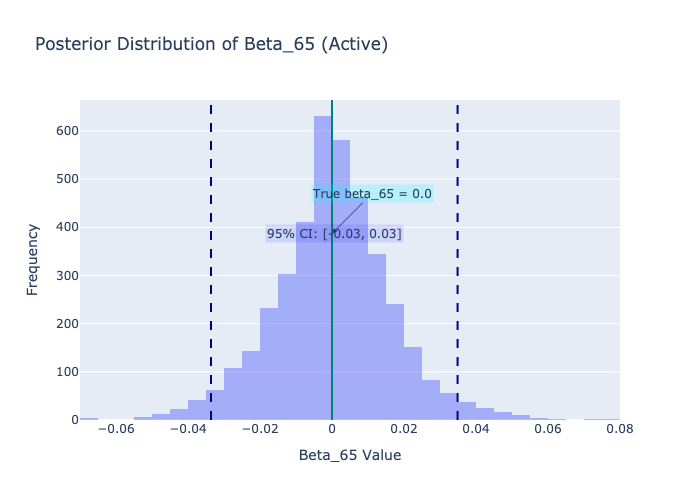 Posterior Distribution of Beta_65 (Active)
600
500
400
300
200
100
0
Frequency
True beta_65 = 0.0
95% CI: [-0.03, 0.03]
−0.06 −0.04 −0.02 0 0.02 0.04 0.06 0.08
Beta_65 Value